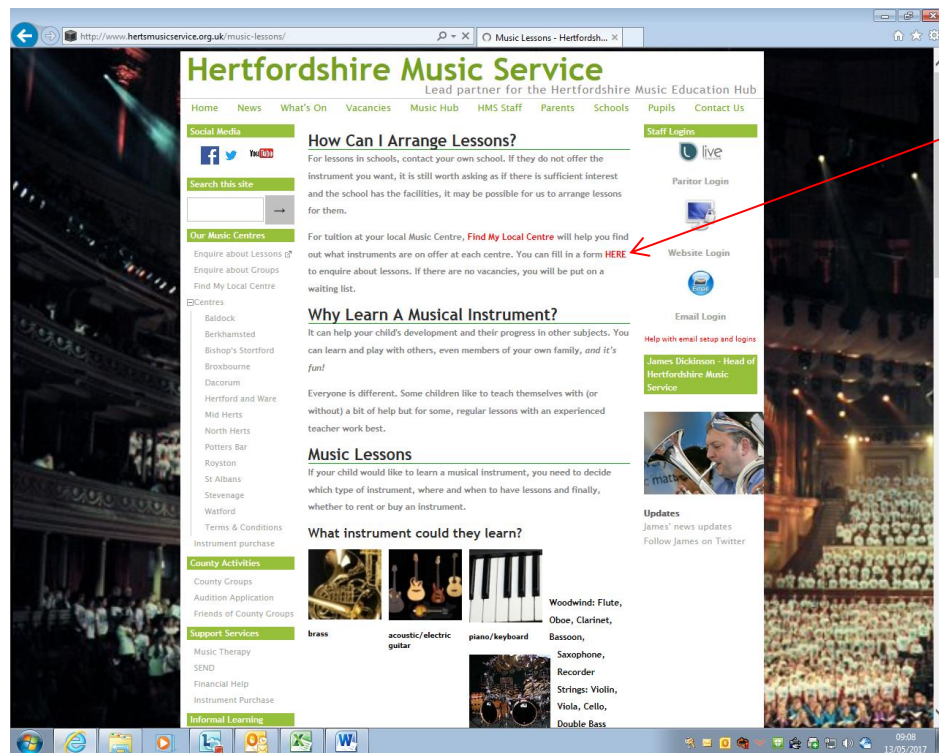 http://www.hertsmusicservice.org.uk/music-lessons/
Music Lessons - Hertfordsh...
Hertfordshire Music Service
Lead partner for the Hertfordshire Music Education Hub
Home News What's On Vacancies Music Hub HMS Staff Parents Schools Pupils Contact Us
Social Media
You Tube
Search this site
Our Music Centres
Enquire about Lessons
Enquire about Groups
Find My Local Centre
Centres
Baldock
Berkhamsted
Bishop's Stortford
Broxbourne
Dacorum
Hertford and Ware
Mid Herts
North Herts
Potters Bar
Royston
St Albans
Stevenage
Watford
Terms & Conditions
Instrument purchase
County Activities
County Groups
Audition Application
Friends of County Groups
Support Services
Music Therapy
SEND
Financial Help
Instrument Purchase
Informal Learning
How Can I Arrange Lessons?
For lessons in schools, contact your own school. If they do not offer the
instrument you want, it is still worth asking as if there is sufficient interest
and the school has the facilities, it may be possible for us to arrange lessons
for them.
For tuition at your local Music Centre, Find My Local Centre will help you find
out what instruments are on offer at each centre. You can fill in a form HERE
to enquire about lessons. If there are no vacancies, you will be put on a
waiting list.
Why Learn A Musical Instrument?
It can help your child's development and their progress in other subjects. You
can learn and play with others, even members of your own family, and it's
fun!
Everyone is different. Some children like to teach themselves with (or
without) a bit of help but for some, regular lessons with an experienced
teacher work best.
Music Lessons
If your child would like to learn a musical instrument, you need to decide
which type of instrument, where and when to have lessons and finally,
whether to rent or buy an instrument.
What instrument could they learn?
brass
acoustic/electric
guitar
piano/keyboard
Woodwind: Flute,
Oboe, Clarinet,
Bassoon,
Saxophone,
Recorder
Strings: Violin,
Viola, Cello,
Double Bass
Staff Logins
live
Paritor Login
Website Login
Email Login
Help with email setup and logins
James Dickinson - Head of
Hertfordshire Music
Service
Updates
James' news updates
Follow James on Twitter
09:08
13/05/2017